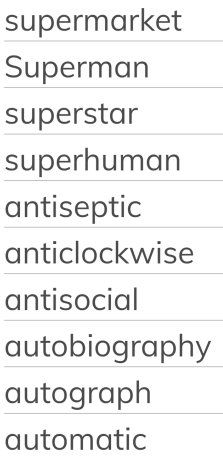 supermarket
Superman
superstar
superhuman
antiseptic
anticlockwise
antisocial
autobiography
autograph
automatic